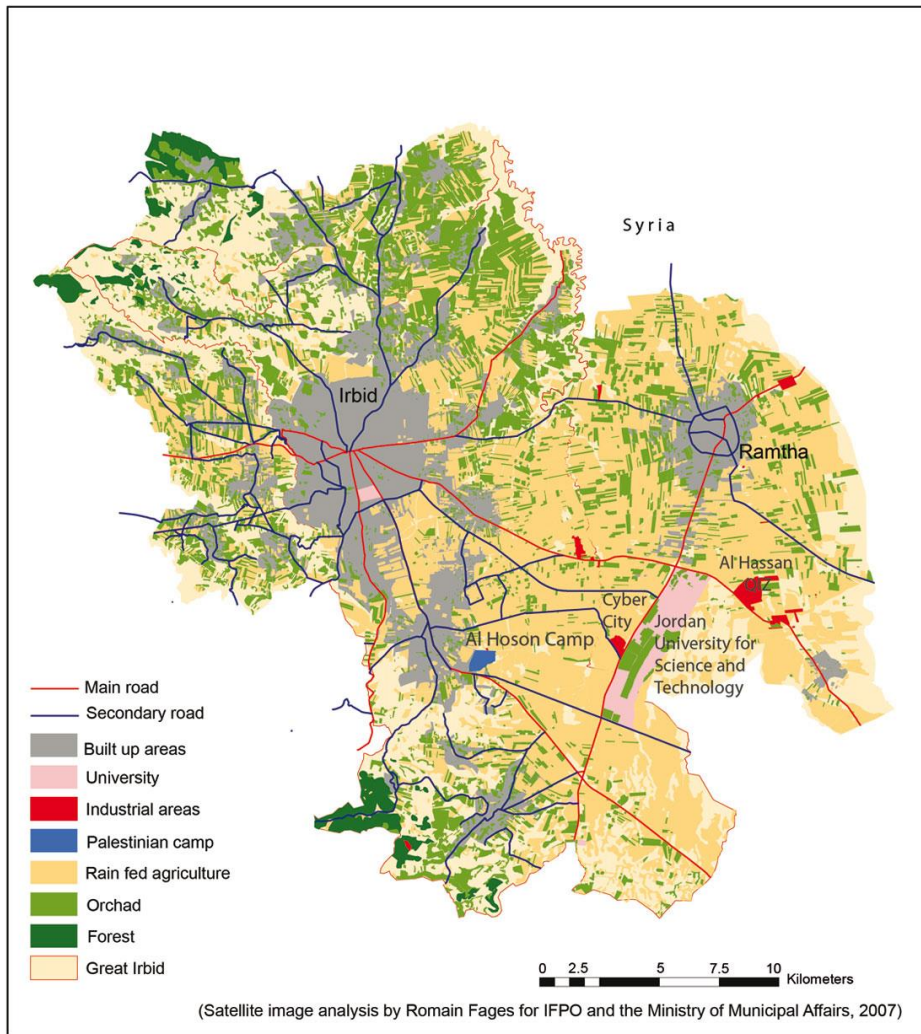 Syria
Irbid
Ramtha
Al Hassan
QIZ
Cyber
City
Jordan
University for
Science and
Technology
Al Hoson Camp
Main road
Secondary road
Built up areas
University
Industrial areas
Palestinian camp
Rain fed agriculture
Orchad
Forest
Great Irbid
0 2.5 5 7.5 10
Kilometers
(Satellite image analysis by Romain Fages for IFPO and the Ministry of Municipal Affairs, 2007)